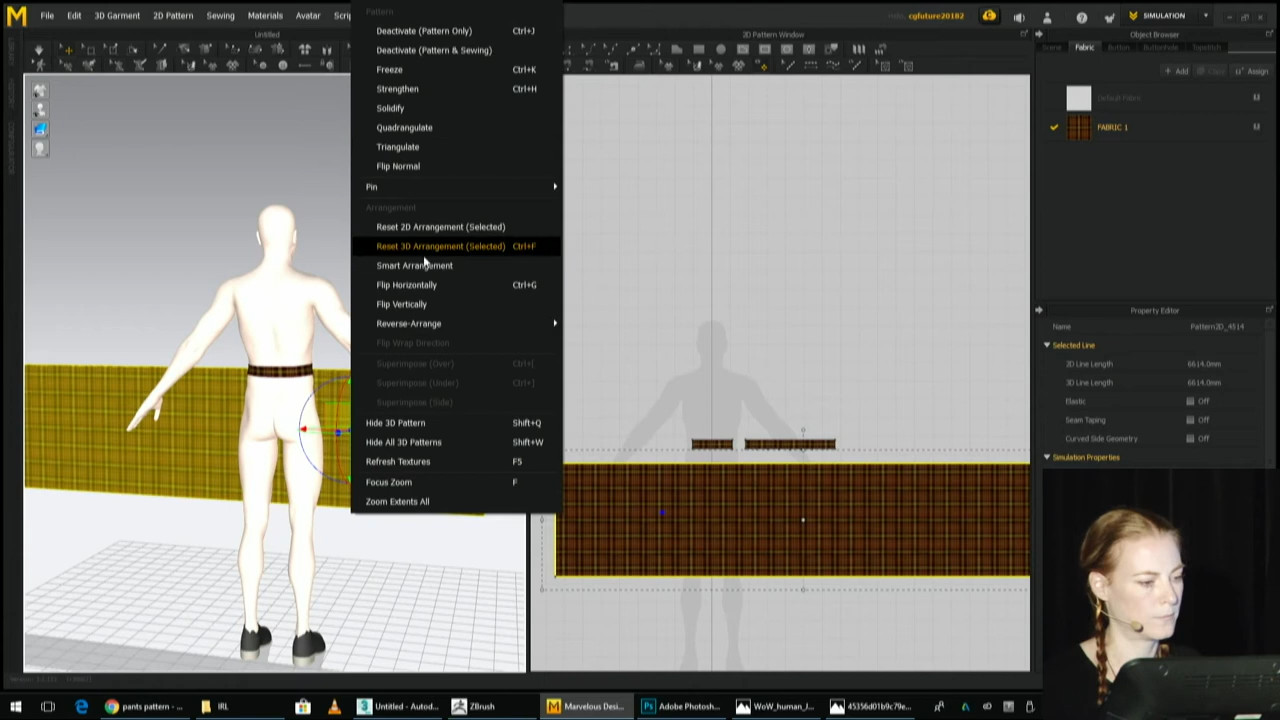 File Edit 3D Garment 2D Pattern Sewing Materials Avatar
cgfuture20182
SIMULATION
Untitled
2D Pattern Window
Object Browser
Scene Fabric Button Buttonhole Topstitch
+ Add Copy Assign
Default Fabric
FABRIC 1
Pattern
Deactivate (Pattern Only) Ctrl+J
Deactivate (Pattern & Sewing)
Freeze Ctrl+K
Strengthen Ctrl+H
Solidify
Quadrangulate
Triangulate
Flip Normal
Pin
Arrangement
Reset 2D Arrangement (Selected)
Reset 3D Arrangement (Selected) Ctrl+F
Smart Arrangement
Flip Horizontally Ctrl+G
Flip Vertically
Reverse-Arrange
Flip Wrap Direction
Superimpose (Over) Ctrl+[
Superimpose (Under) Ctrl+]
Superimpose (Side)
Hide 3D Pattern Shift+Q
Hide All 3D Patterns Shift+W
Refresh Textures F5
Focus Zoom F
Zoom Extents All
Property Editor
Name Pattern2D_4514
Selected Line
2D Line Length 6614.0mm
3D Line Length 6614.0mm
Elastic Off
Seam Taping Off
Curved Side Geometry Off
Simulation Properties
pants pattern - ...
IRL
Untitled - Autod...
ZBrush
Marvelous Desi...
Adobe Photosh...
WoW_human_l...
45356d01b9c79e...